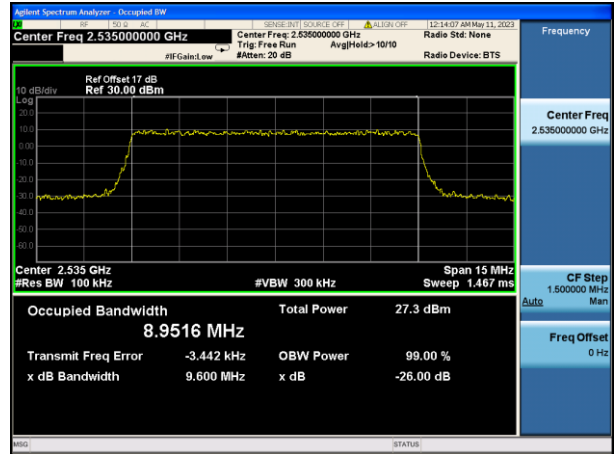 Agilent Spectrum Analyzer - Occupied BW
RF 50 Ω AC SENSE:INT SOURCE OFF ALIGN OFF 12:14:07 AM May 11, 2023
Center Freq 2.535000000 GHz
Center Freq: 2.535000000 GHz
Radio Std: None
Trig: Free Run Avg|Hold:>10/10
#IFGain:Low #Atten: 20 dB Radio Device: BTS
Ref Offset 17 dB
10 dB/div Ref 30.00 dBm
Log
20.0
10.0
0.00
-10.0
-20.0
-30.0
-40.0
-50.0
-60.0
Center 2.535 GHz Span 15 MHz
#Res BW 100 kHz #VBW 300 kHz Sweep 1.467 ms
Occupied Bandwidth Total Power 27.3 dBm
8.9516 MHz
Transmit Freq Error -3.442 kHz OBW Power 99.00 %
x dB Bandwidth 9.600 MHz x dB -26.00 dB
Frequency
Center Freq
2.535000000 GHz
CF Step
1.500000 MHz
Auto Man
Freq Offset
0 Hz
MSG STATUS